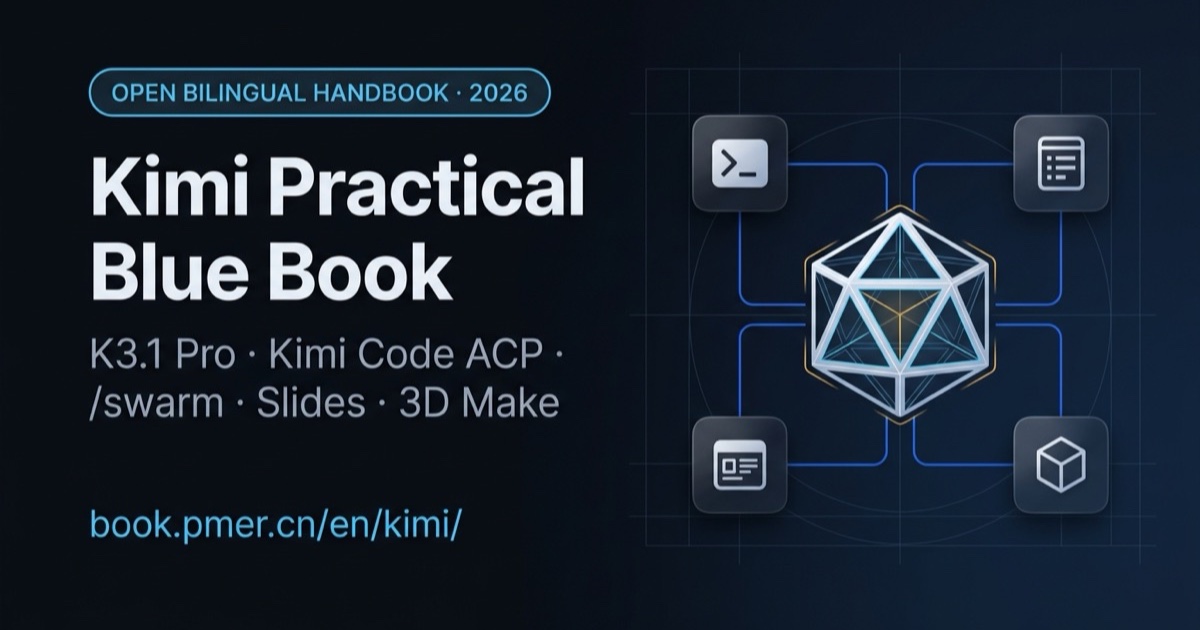 OPEN BILINGUAL HANDBOOK · 2026
Kimi Practical
Blue Book
K3.1 Pro · Kimi Code ACP ·
/swarm · Slides · 3D Make
book.pmer.cn/en/kimi/